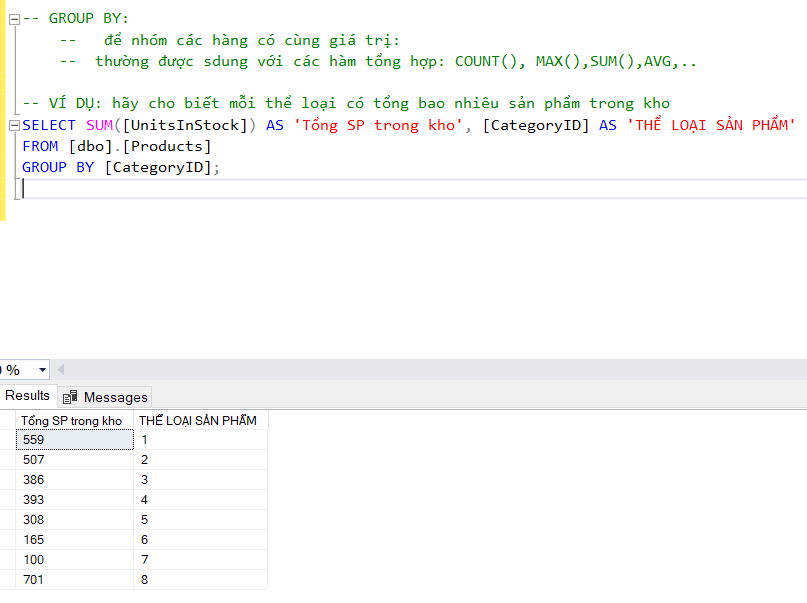 -- GROUP BY:
-- để nhóm các hàng có cùng giá trị:
-- thường được sdung với các hàm tổng hợp: COUNT(), MAX(),SUM(),AVG,..
-- VÍ DỤ: hãy cho biết mỗi thể loại có tổng bao nhiêu sản phẩm trong kho
SELECT SUM([UnitsInStock]) AS 'Tổng SP trong kho', [CategoryID] AS 'THỂ LOẠI SẢN PHẨM'
FROM [dbo].[Products]
GROUP BY [CategoryID];
%
Results Messages
Tổng SP trong kho THỂ LOẠI SẢN PHẨM
559 1
507 2
386 3
393 4
308 5
165 6
100 7
701 8